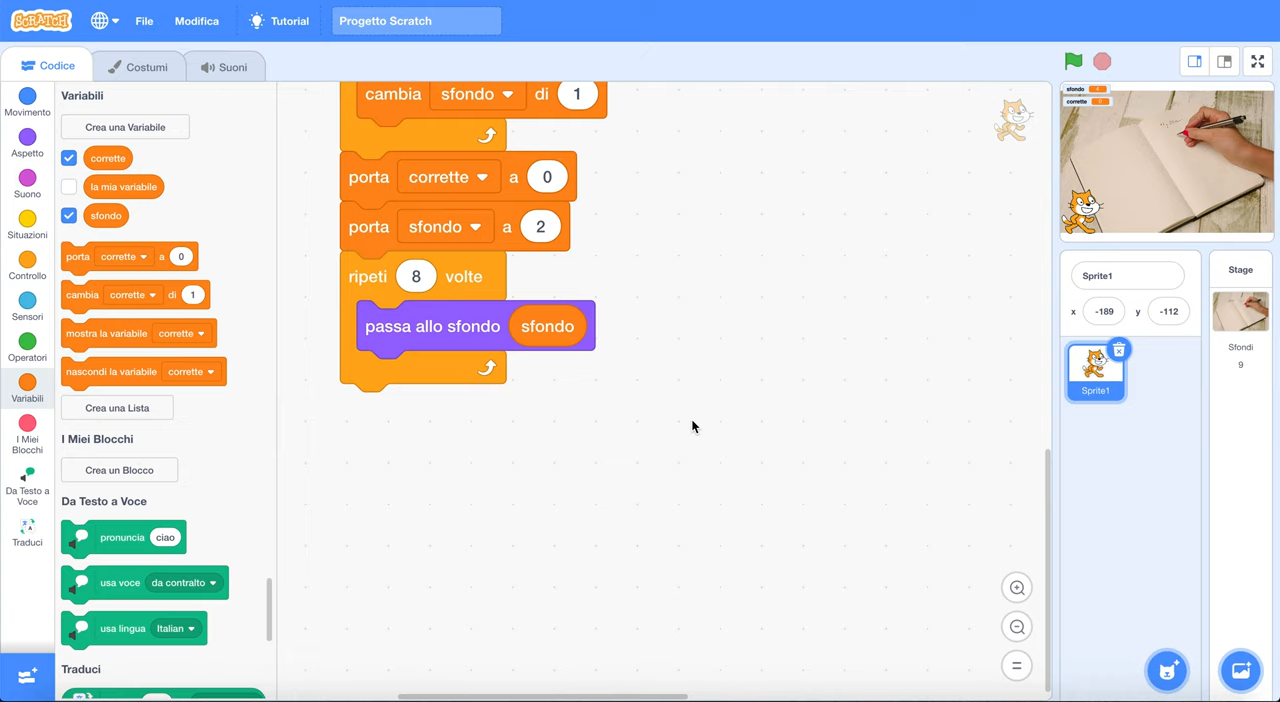 SCRATCH
File
Modifica
Tutorial
Progetto Scratch
Codice
Costumi
Suoni
Movimento
Aspetto
Suono
Situazioni
Controllo
Sensori
Operatori
Variabili
I Miei
Blocchi
Da Testo a
Voce
Traduci
Variabili
Crea una Variabile
corrette
la mia variabile
sfondo
porta corrette a 0
cambia corrette di 1
mostra la variabile corrette
nascondi la variabile corrette
Crea una Lista
I Miei Blocchi
Crea un Blocco
Da Testo a Voce
pronuncia ciao
usa voce da contralto
usa lingua Italian
Traduci
cambia sfondo di 1
porta corrette a 0
porta sfondo a 2
ripeti 8 volte
passa allo sfondo sfondo
sfondo 4
corrette 0
Sprite1
x -189 y -112
Sprite1
Stage
Sfondi
9